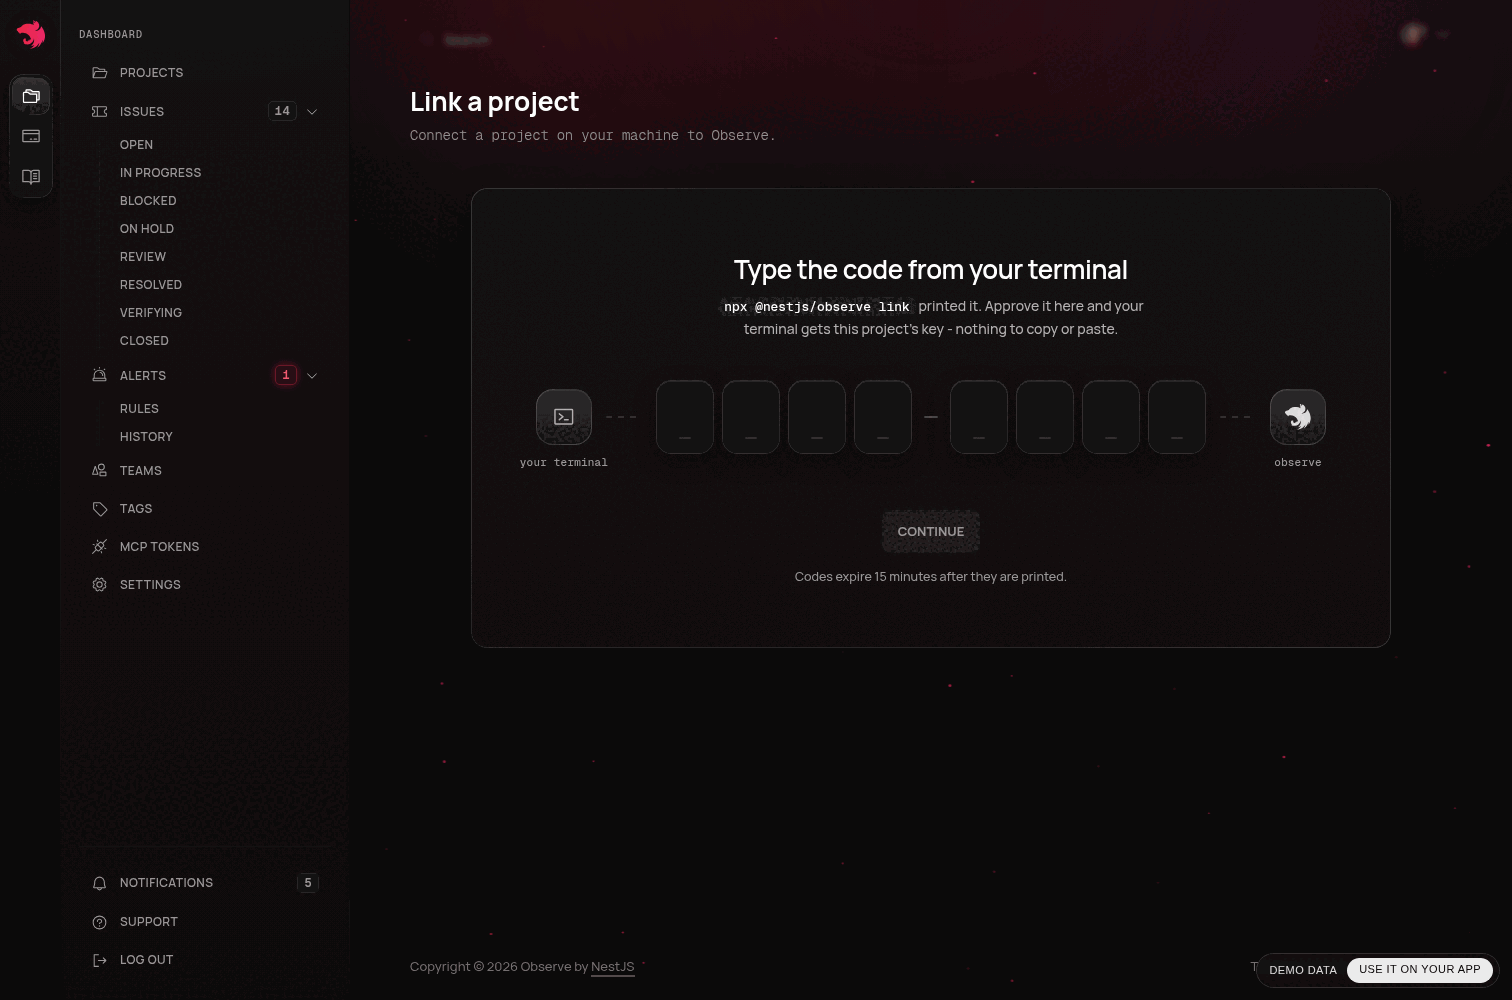 DASHBOARD
PROJECTS
ISSUES 14
OPEN
IN PROGRESS
BLOCKED
ON HOLD
REVIEW
RESOLVED
VERIFYING
CLOSED
ALERTS 1
RULES
HISTORY
TEAMS
TAGS
MCP TOKENS
SETTINGS
NOTIFICATIONS 5
SUPPORT
LOG OUT
Link a project
Connect a project on your machine to Observe.
Type the code from your terminal
npx @nestjs/observe link printed it. Approve it here and your
terminal gets this project's key - nothing to copy or paste.
your terminal
observe
CONTINUE
Codes expire 15 minutes after they are printed.
Copyright © 2026 Observe by NestJS
DEMO DATA USE IT ON YOUR APP